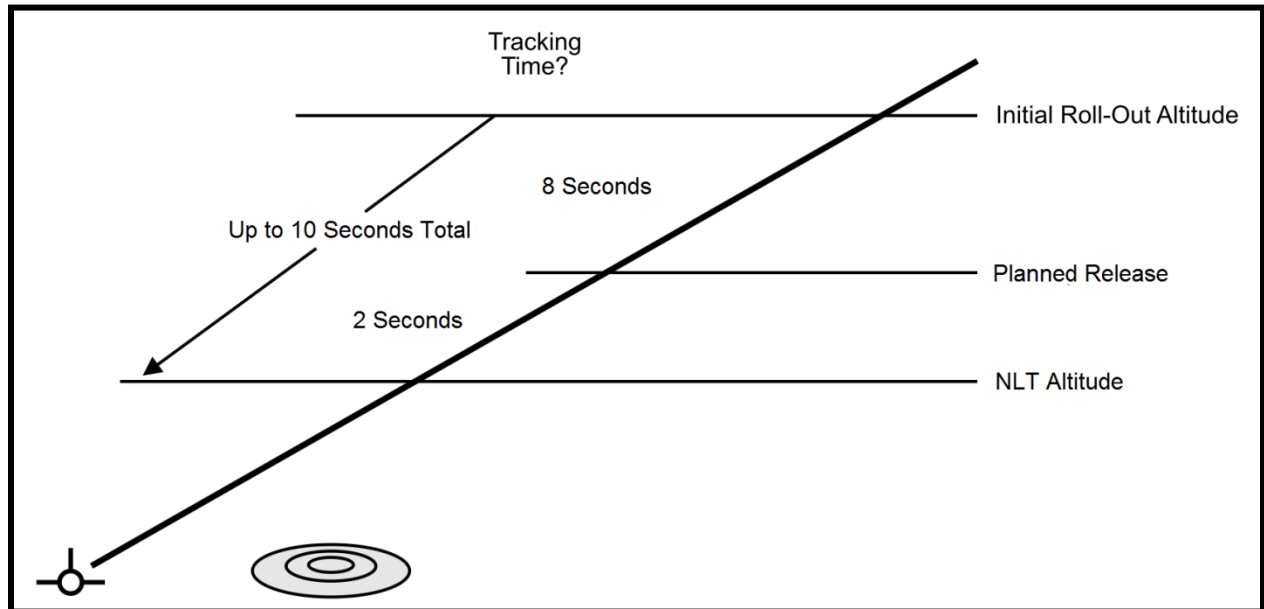 Tracking
Time?
Initial Roll-Out Altitude
8 Seconds
Up to 10 Seconds Total
Planned Release
2 Seconds
NLT Altitude